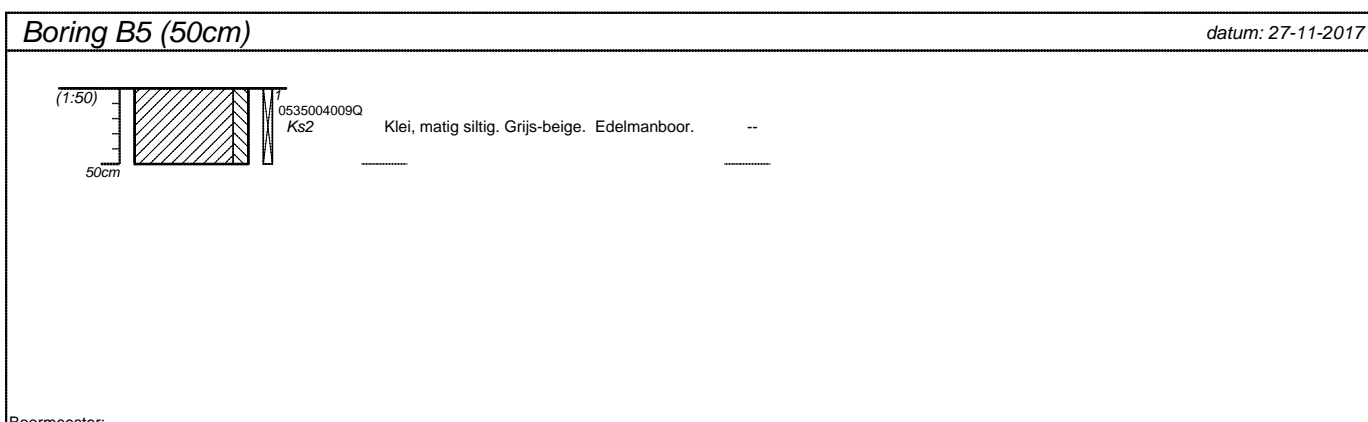 Boring B5 (50cm) datum: 27-11-2017
(1:50)
1
0535004009Q
Ks2 Klei, matig siltig. Grijs-beige. Edelmanboor. --
50cm
Boormeester: